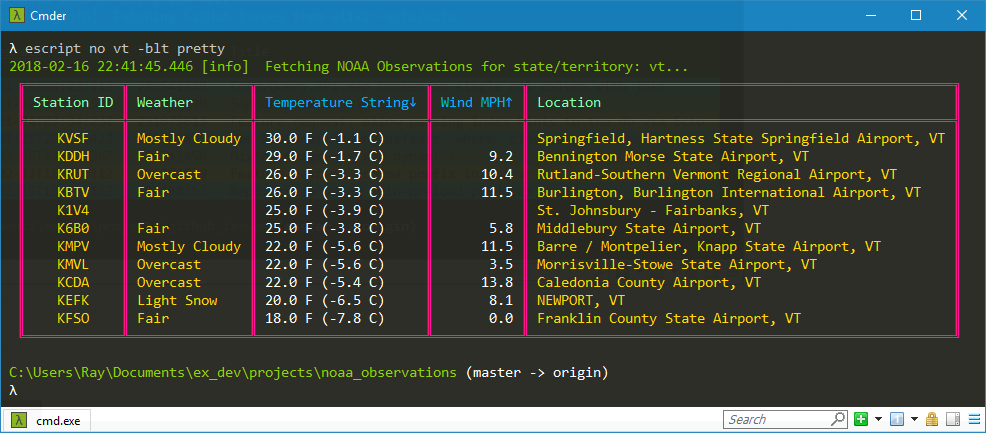 Cmder
λ escript no vt -blt pretty
2018-02-16 22:41:45.446 [info]  Fetching NOAA Observations for state/territory: vt...
Station ID  Weather  Temperature String↓  Wind MPH↑  Location
KVSF  Mostly Cloudy  30.0 F (-1.1 C)  Springfield, Hartness State Springfield Airport, VT
KDDH  Fair  29.0 F (-1.7 C)  9.2  Bennington Morse State Airport, VT
KRUT  Overcast  26.0 F (-3.3 C)  10.4  Rutland-Southern Vermont Regional Airport, VT
KBTV  Fair  26.0 F (-3.3 C)  11.5  Burlington, Burlington International Airport, VT
K1V4  25.0 F (-3.9 C)  St. Johnsbury - Fairbanks, VT
K6B0  Fair  25.0 F (-3.8 C)  5.8  Middlebury State Airport, VT
KMPV  Mostly Cloudy  22.0 F (-5.6 C)  11.5  Barre / Montpelier, Knapp State Airport, VT
KMVL  Overcast  22.0 F (-5.6 C)  3.5  Morrisville-Stowe State Airport, VT
KCDA  Overcast  22.0 F (-5.4 C)  13.8  Caledonia County Airport, VT
KEFK  Light Snow  20.0 F (-6.5 C)  8.1  NEWPORT, VT
KFSO  Fair  18.0 F (-7.8 C)  0.0  Franklin County State Airport, VT
C:\Users\Ray\Documents\ex_dev\projects\noaa_observations (master -> origin)
λ
λ cmd.exe  Search